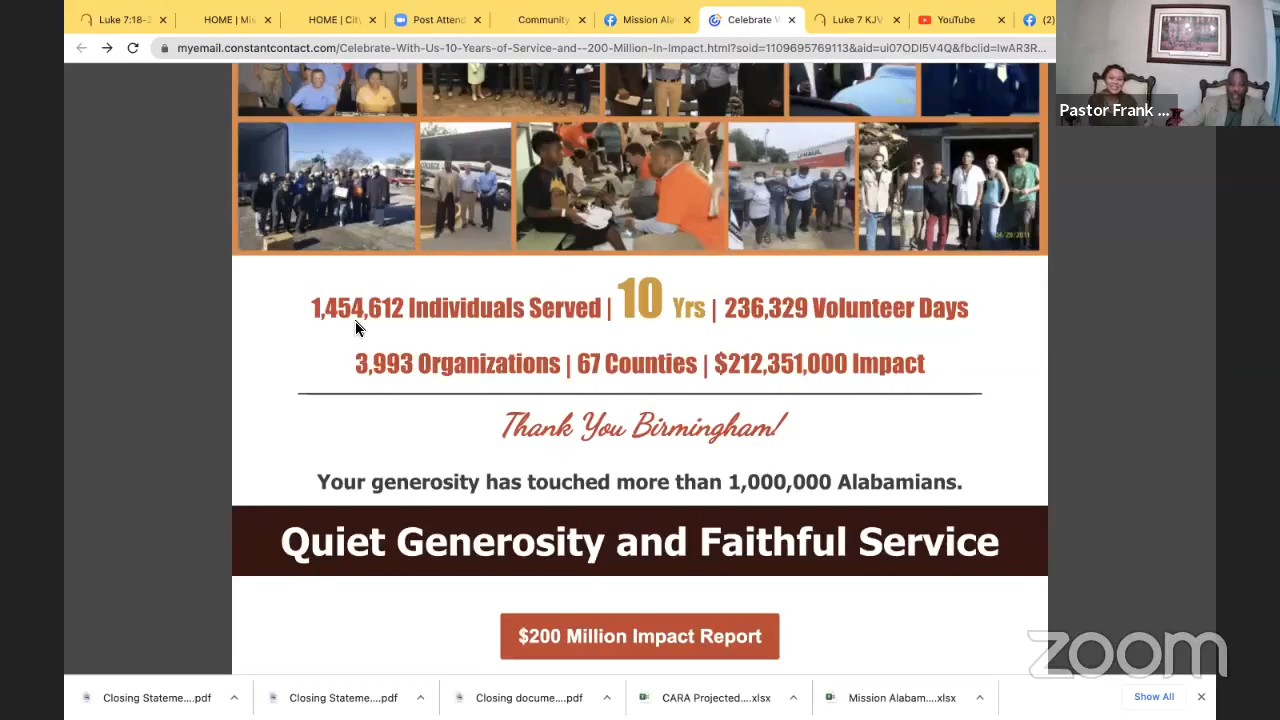 Luke 7:18-2
HOME | Mis
HOME | City
Post Attend
Community
Mission Ala
Celebrate W
Luke 7 KJV
YouTube
(2)
myemail.constantcontact.com/Celebrate-With-Us-10-Years-of-Service-and--200-Million-In-Impact.html?soid=1109695769113&aid=ui07ODI5V4Q&fbclid=IwAR3R...
Pastor Frank ...
U-HAUL
04/29/2011
1,454,612 Individuals Served | 10 Yrs | 236,329 Volunteer Days
3,993 Organizations | 67 Counties | $212,351,000 Impact
Thank You Birmingham!
Your generosity has touched more than 1,000,000 Alabamians.
Quiet Generosity and Faithful Service
$200 Million Impact Report
zoom
Closing Stateme....pdf
Closing Stateme....pdf
Closing docume....pdf
CARA Projected....xlsx
Mission Alabam....xlsx
Show All